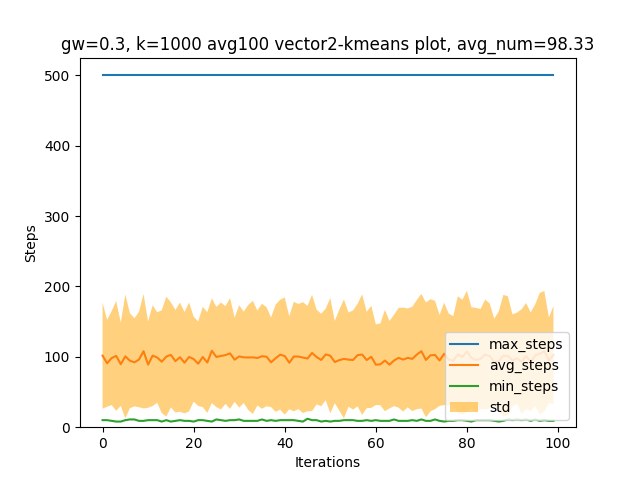 gw=0.3, k=1000 avg100 vector2-kmeans plot, avg_num=98.33
500
400
300
200
100
0
Steps
0 20 40 60 80 100
Iterations
max_steps
avg_steps
min_steps
std